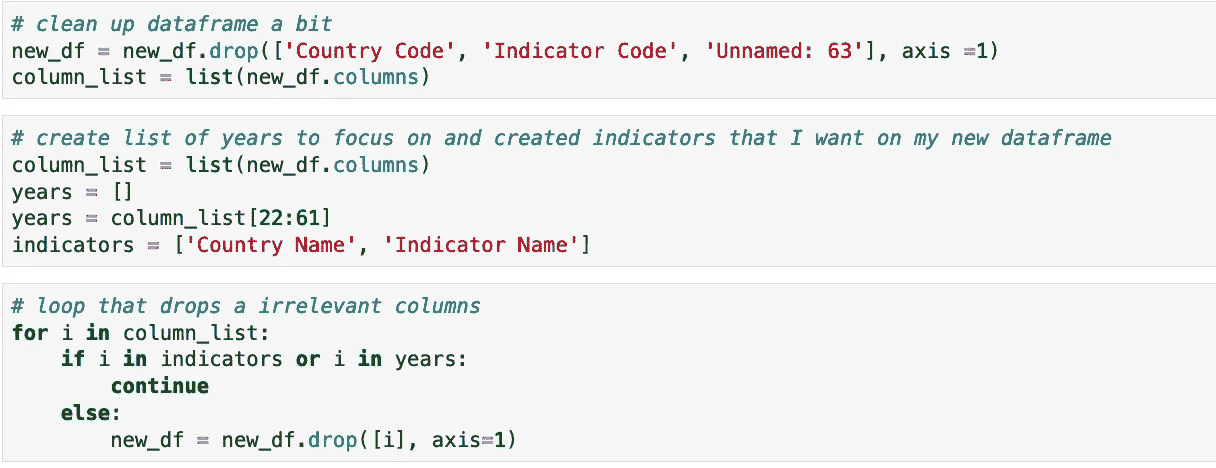 # clean up dataframe a bit
new_df = new_df.drop(['Country Code', 'Indicator Code', 'Unnamed: 63'], axis =1)
column_list = list(new_df.columns)
# create list of years to focus on and created indicators that I want on my new dataframe
column_list = list(new_df.columns)
years = []
years = column_list[22:61]
indicators = ['Country Name', 'Indicator Name']
# loop that drops a irrelevant columns
for i in column_list:
    if i in indicators or i in years:
        continue
    else:
        new_df = new_df.drop([i], axis=1)